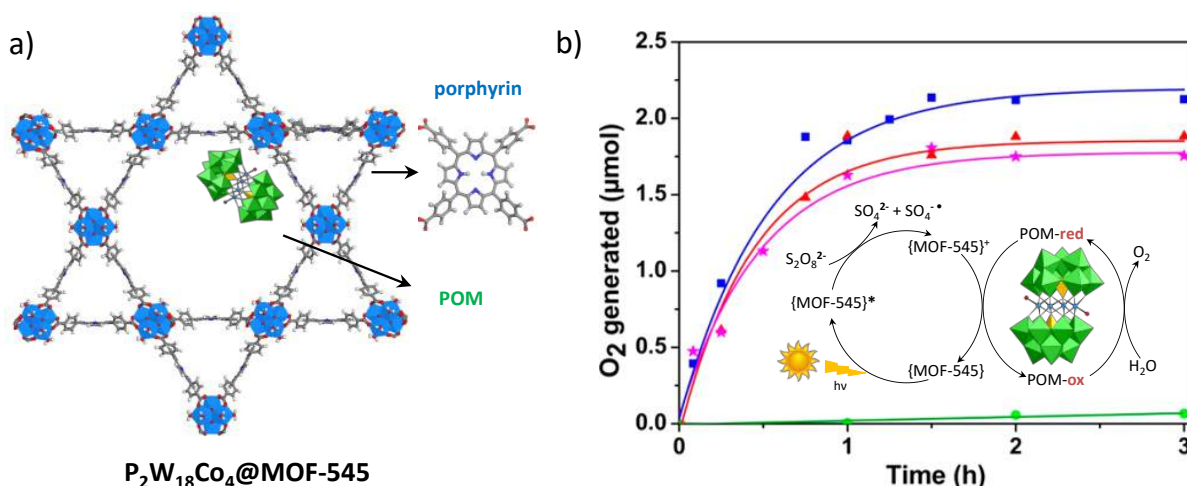 a)
porphyrin
POM
P₂W₁₈Co₄@MOF-545
b)
O₂ generated (µmol)
2.5
2.0
1.5
1.0
0.5
0.0
0
1
2
3
Time (h)
SO₄²⁻ + SO₄⁻•
S₂O₈²⁻
{MOF-545}⁺
{MOF-545}*
{MOF-545}
hν
POM-red
POM-ox
O₂
H₂O